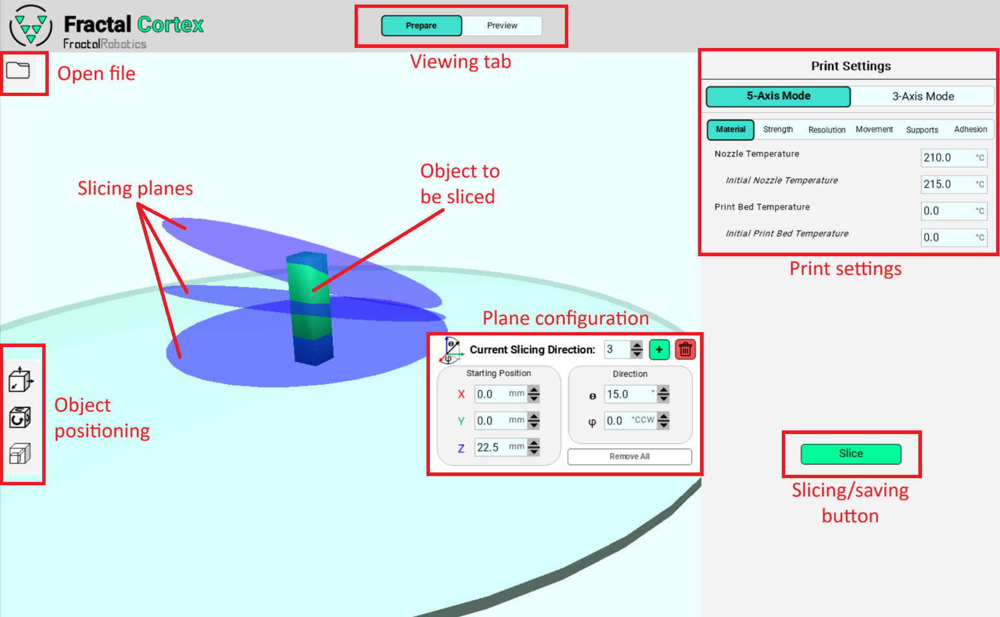 Fractal Cortex
FractalRobotics
Prepare
Preview
Viewing tab
Open file
Print Settings
5-Axis Mode
3-Axis Mode
Material
Strength
Resolution
Movement
Supports
Adhesion
Nozzle Temperature
210.0 °C
Initial Nozzle Temperature
215.0 °C
Print Bed Temperature
0.0 °C
Initial Print Bed Temperature
0.0 °C
Print settings
Slicing planes
Object to
be sliced
Plane configuration
Θ
φ
Current Slicing Direction:
3
+
Starting Position
X 0.0 mm
Y 0.0 mm
Z 22.5 mm
Direction
Θ 15.0 °
φ 0.0 °CCW
Remove All
Object
positioning
Slice
Slicing/saving
button